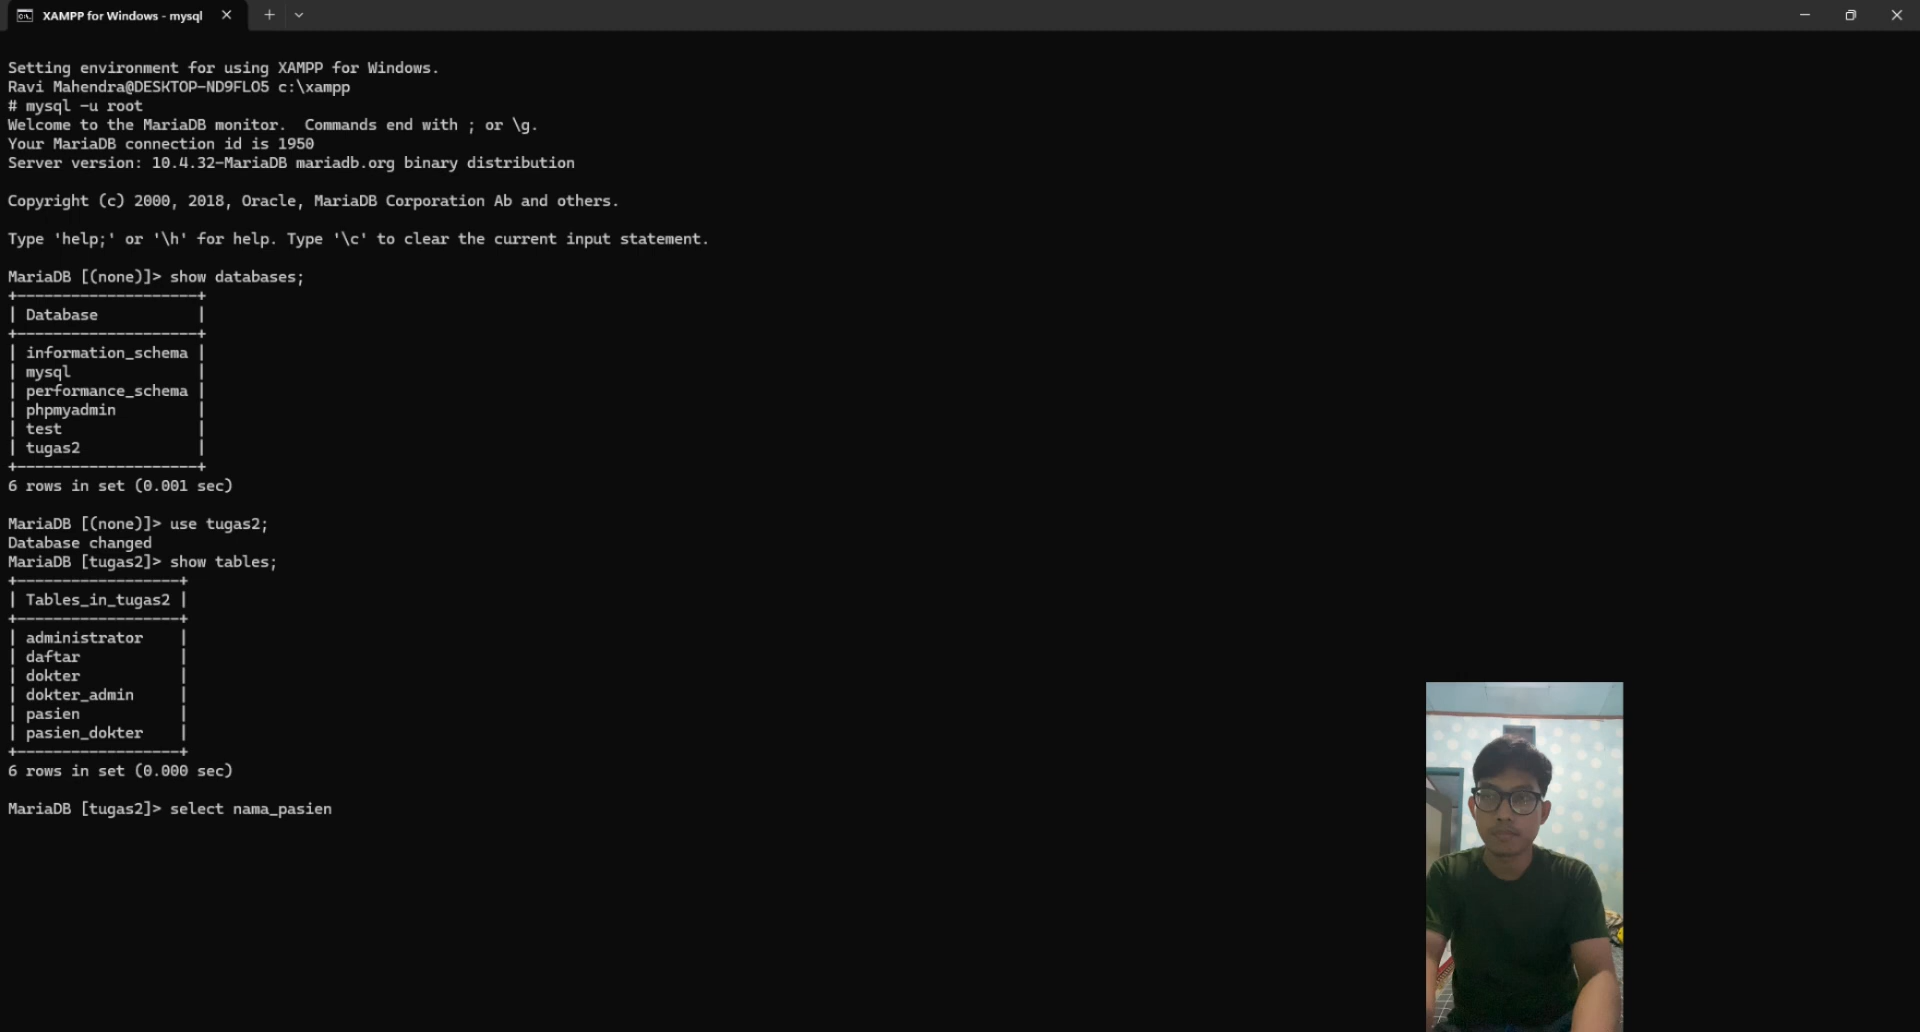 XAMPP for Windows - mysql
Setting environment for using XAMPP for Windows.
Ravi Mahendra@DESKTOP-ND9FLO5 c:\xampp
# mysql -u root
Welcome to the MariaDB monitor.  Commands end with ; or \g.
Your MariaDB connection id is 1950
Server version: 10.4.32-MariaDB mariadb.org binary distribution
Copyright (c) 2000, 2018, Oracle, MariaDB Corporation Ab and others.
Type 'help;' or '\h' for help. Type '\c' to clear the current input statement.
MariaDB [(none)]> show databases;
+--------------------+
| Database           |
+--------------------+
| information_schema |
| mysql              |
| performance_schema |
| phpmyadmin         |
| test               |
| tugas2             |
+--------------------+
6 rows in set (0.001 sec)
MariaDB [(none)]> use tugas2;
Database changed
MariaDB [tugas2]> show tables;
+------------------+
| Tables_in_tugas2 |
+------------------+
| administrator    |
| daftar           |
| dokter           |
| dokter_admin     |
| pasien           |
| pasien_dokter    |
+------------------+
6 rows in set (0.000 sec)
MariaDB [tugas2]> select nama_pasien